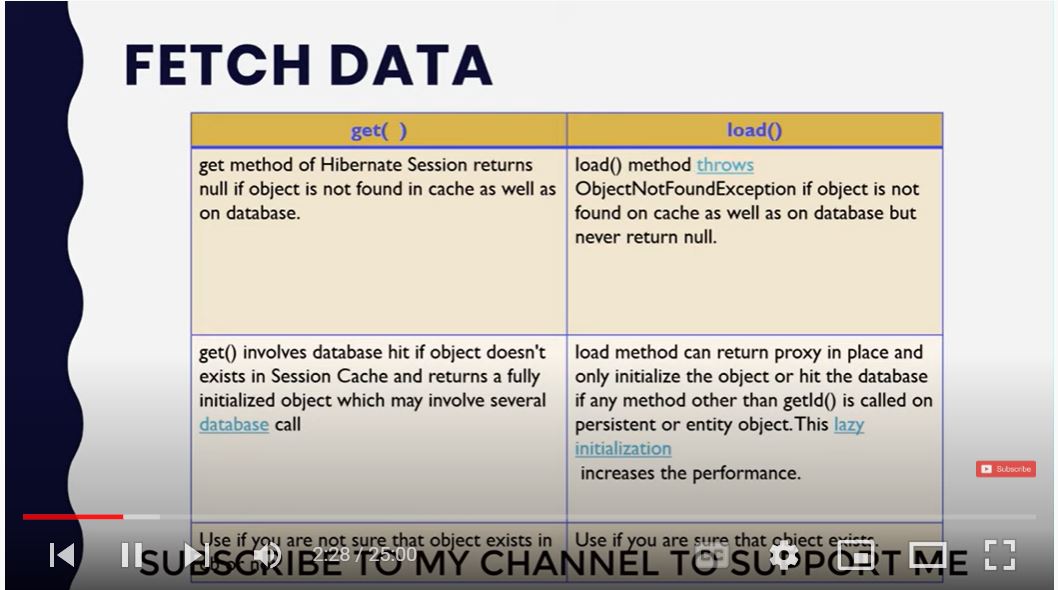 FETCH DATA
get( )
load()
get method of Hibernate Session returns
null if object is not found in cache as well as
on database.
load() method throws
ObjectNotFoundException if object is not
found on cache as well as on database but
never return null.
get() involves database hit if object doesn't
exists in Session Cache and returns a fully
initialized object which may involve several
database call
load method can return proxy in place and
only initialize the object or hit the database
if any method other than getId() is called on
persistent or entity object.This lazy
initialization
increases the performance.
Subscribe
Use if you are not sure that object exists in
Use if you are sure that object exists.
2:28 / 25:00
CC
SUBSCRIBE TO MY CHANNEL TO SUPPORT ME